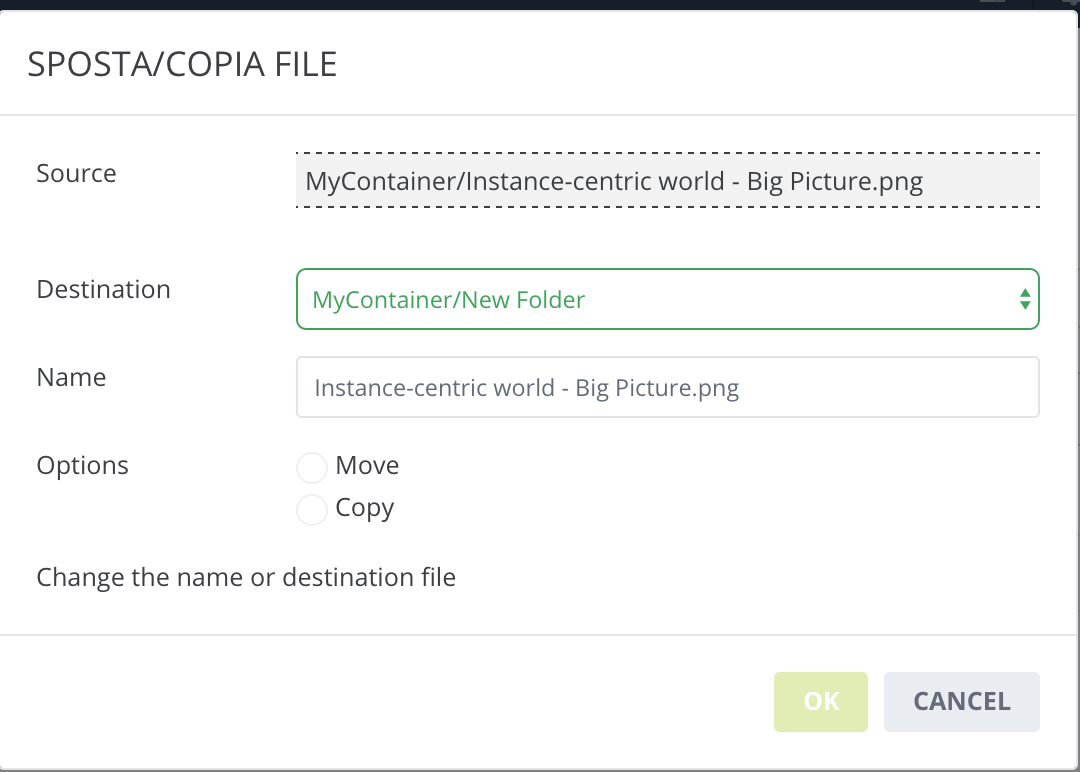 SPOSTA/COPIA FILE
Source
MyContainer/Instance-centric world - Big Picture.png
Destination
MyContainer/New Folder
Name
Instance-centric world - Big Picture.png
Options
Move
Copy
Change the name or destination file
OK
CANCEL